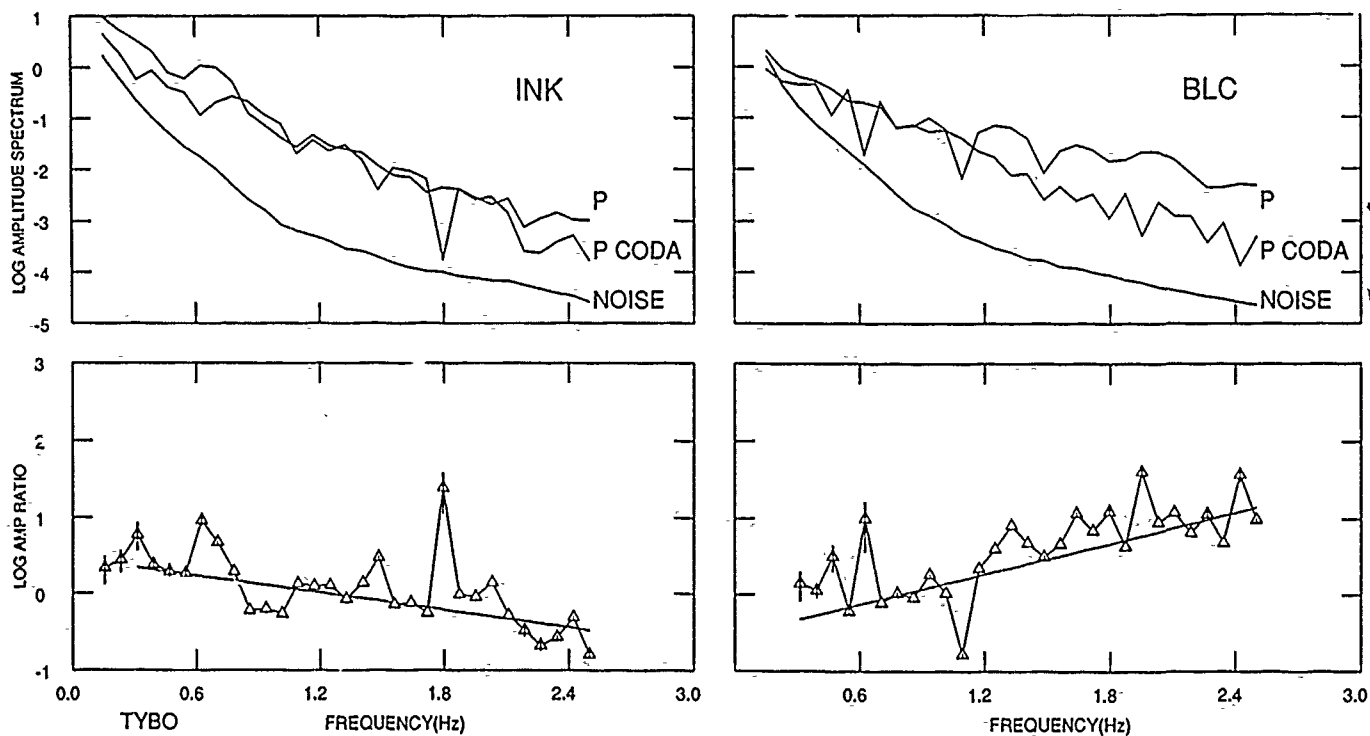 1
0
-1
-2
-3
-4
-5
LOG AMPLITUDE SPECTRUM
INK
P
P CODA
NOISE
BLC
P
P CODA
NOISE
3
2
1
0
-1
LOG AMP RATIO
0.0 0.6 1.2 1.8 2.4 3.0
TYBO FREQUENCY(Hz)
0.6 1.2 1.8 2.4 3.0
FREQUENCY(Hz)